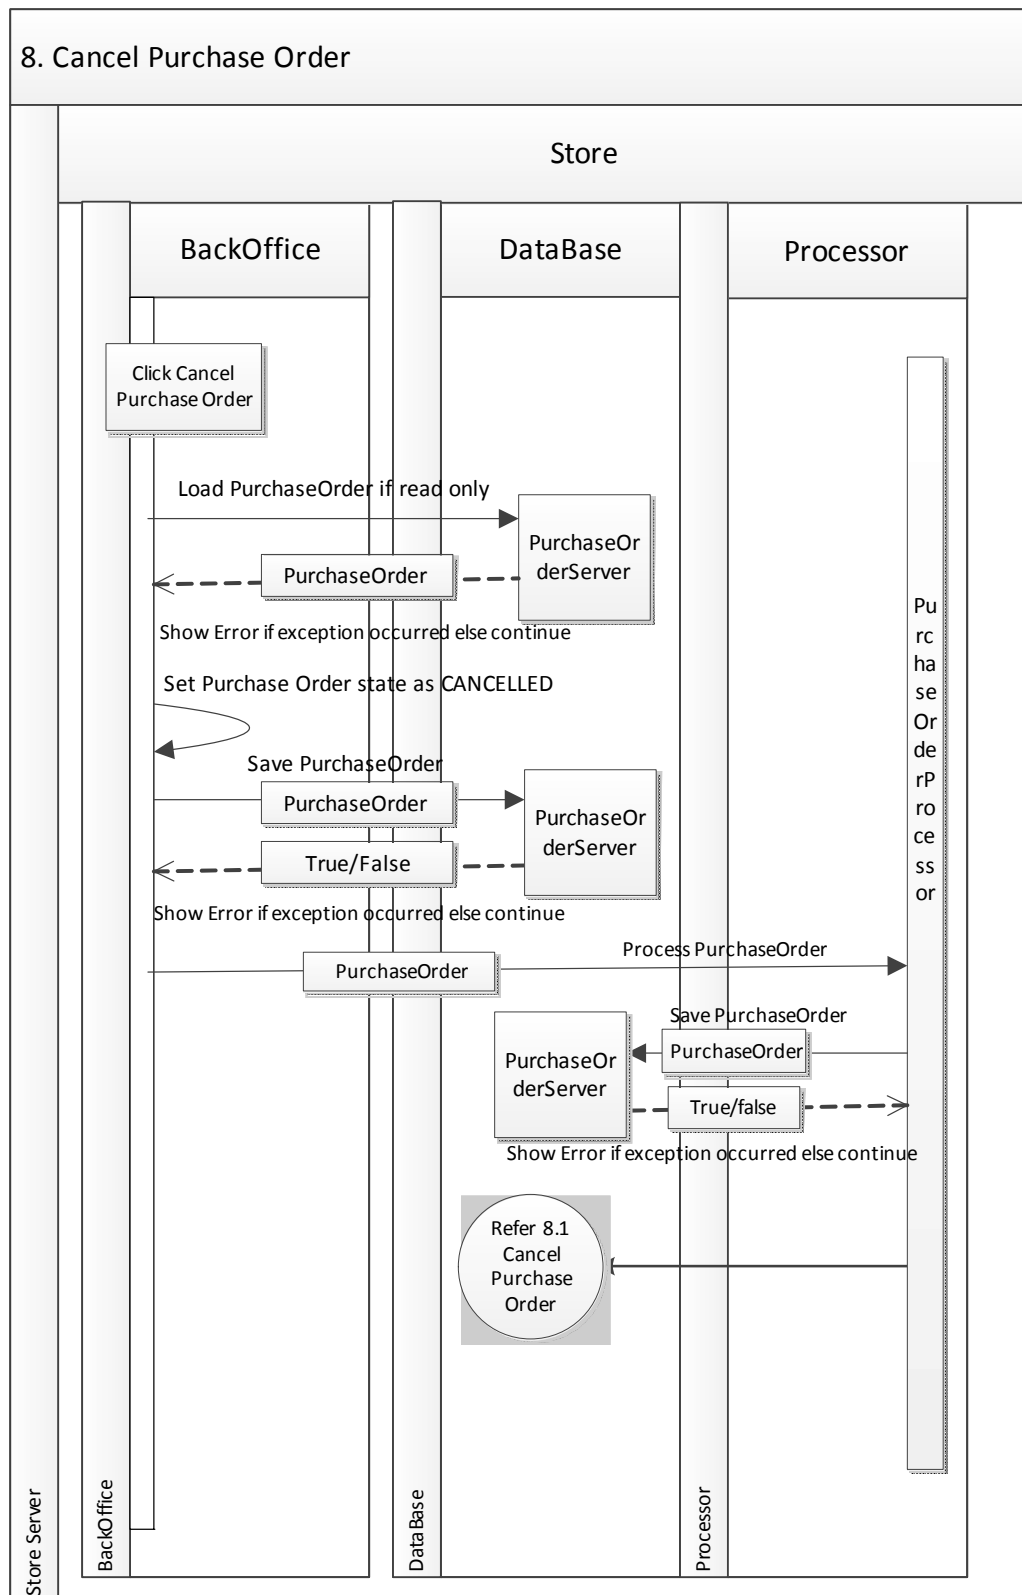 8. Cancel Purchase Order
Store
BackOffice
DataBase
Processor
Click Cancel
Purchase Order
Load PurchaseOrder if read only
PurchaseOr
derServer
PurchaseOrder
Show Error if exception occurred else continue
Set Purchase Order state as CANCELLED
Save PurchaseOrder
PurchaseOrder
PurchaseOr
derServer
True/False
Show Error if exception occurred else continue
Process PurchaseOrder
PurchaseOrder
Save PurchaseOrder
PurchaseOr
derServer
PurchaseOrder
True/false
Show Error if exception occurred else continue
Refer 8.1
Cancel
Purchase
Order
Pu
rc
ha
se
Or
de
rP
ro
ce
ss
or
Store Server
BackOffice
DataBase
Processor